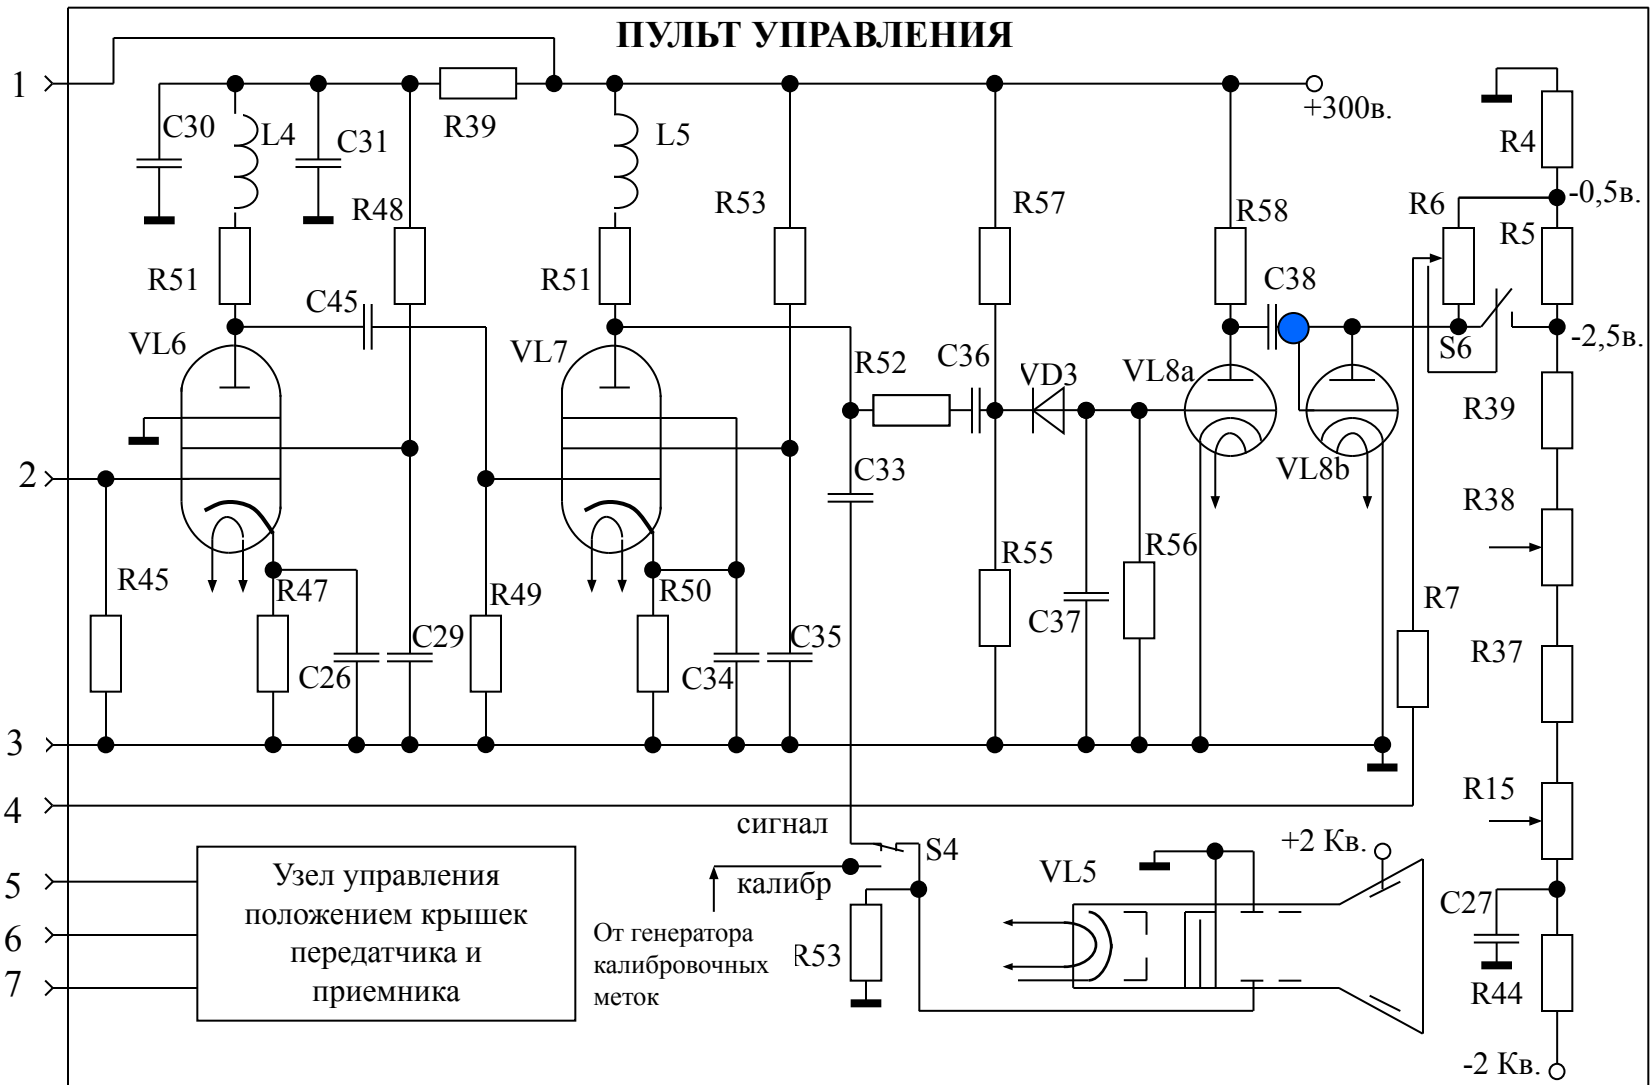 ПУЛЬТ УПРАВЛЕНИЯ
1
+300в.
C30
L4
C31
R39
L5
R4
R48
R53
R57
R58
R6
-0,5в.
R5
R51
C45
R51
C38
VL6
VL7
R52
C36
VD3
VL8a
S6
-2,5в.
R39
2
C33
VL8b
R38
R45
R47
R49
R50
R55
R56
R7
C29
C35
C37
C26
C34
R37
3
4
R15
сигнал
S4
+2 Кв.
5
Узел управления
положением крышек
передатчика и
приемника
калибр
VL5
C27
6
От генератора
калибровочных
меток
R53
7
R44
-2 Кв.